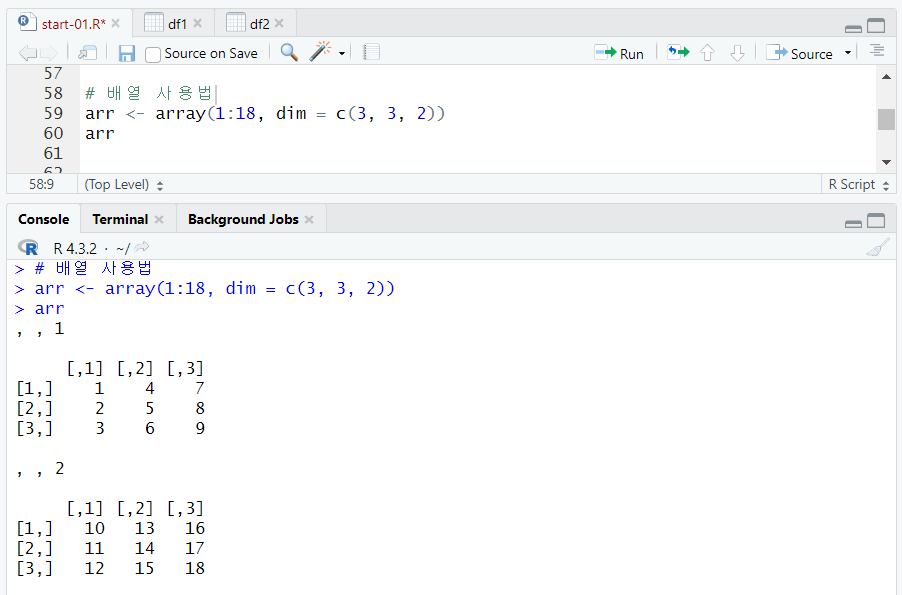 start-01.R* df1 df2
Source on Save Run Source
57
58 # 배열 사용법
59 arr <- array(1:18, dim = c(3, 3, 2))
60 arr
61
62
58:9 (Top Level) R Script
Console Terminal Background Jobs
R R 4.3.2 · ~/
> # 배열 사용법
> arr <- array(1:18, dim = c(3, 3, 2))
> arr
, , 1
[,1] [,2] [,3]
[1,] 1 4 7
[2,] 2 5 8
[3,] 3 6 9
, , 2
[,1] [,2] [,3]
[1,] 10 13 16
[2,] 11 14 17
[3,] 12 15 18